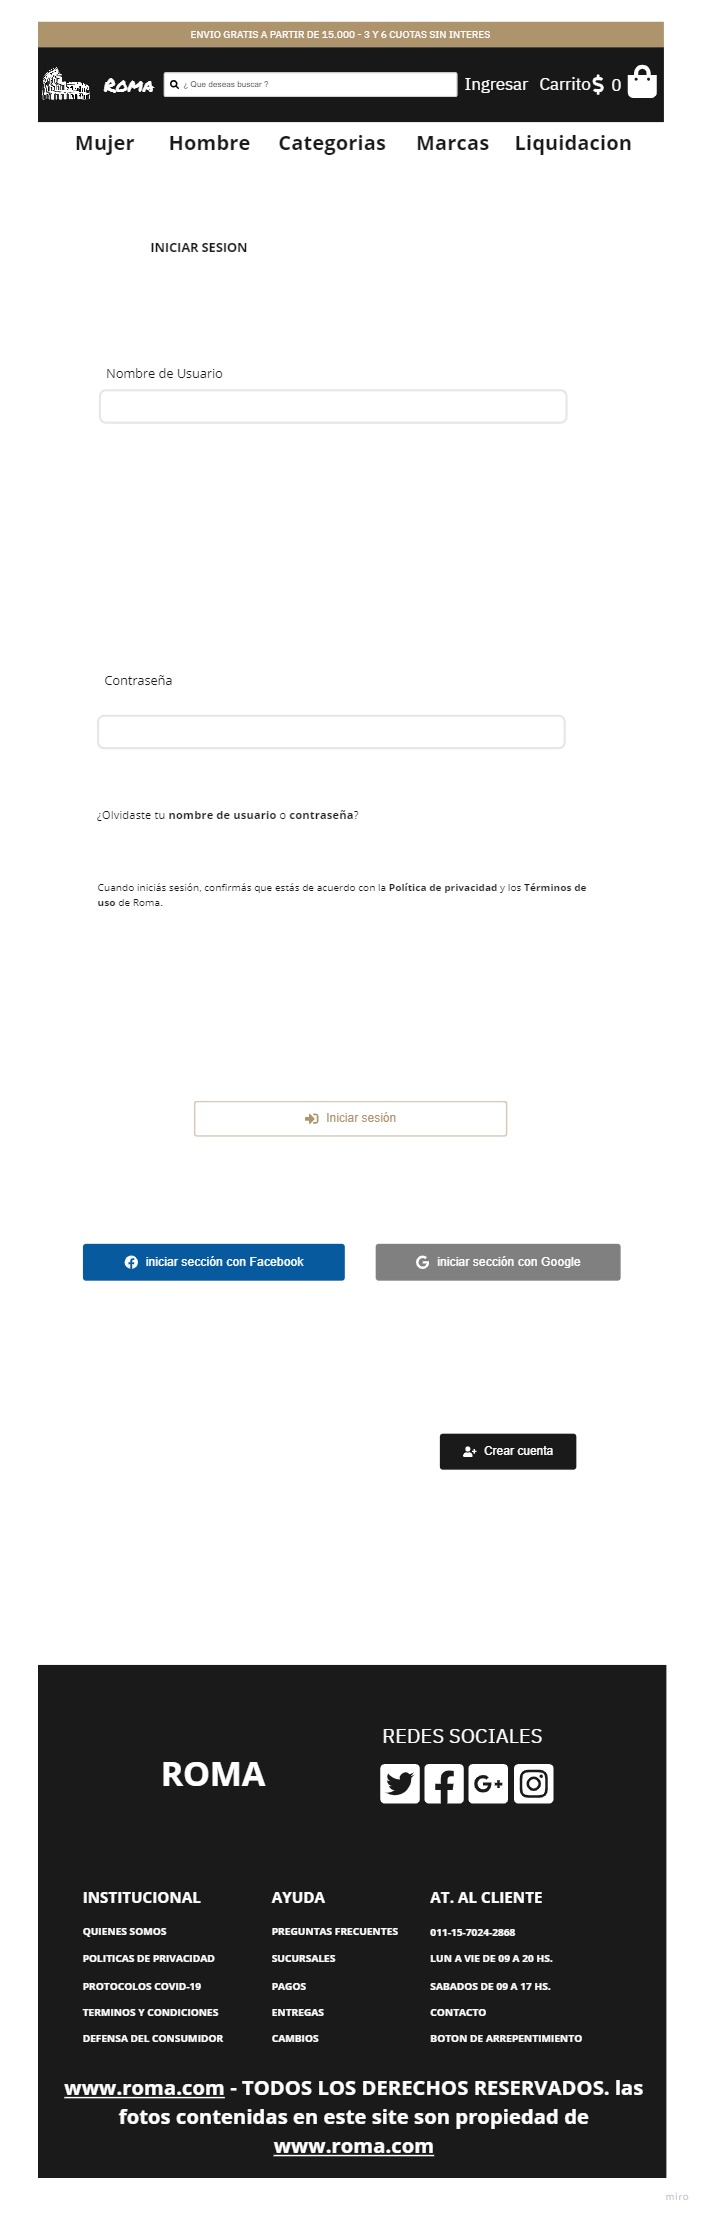 ENVIO GRATIS A PARTIR DE 15.000 - 3 Y 6 CUOTAS SIN INTERES
Roma ¿ Que deseas buscar ? Ingresar Carrito $ 0
Mujer Hombre Categorias Marcas Liquidacion
INICIAR SESION
Nombre de Usuario
Contraseña
¿Olvidaste tu nombre de usuario o contraseña?
Cuando iniciás sesión, confirmás que estás de acuerdo con la Política de privacidad y los Términos de
uso de Roma.
Iniciar sesión
iniciar sección con Facebook iniciar sección con Google
Crear cuenta
REDES SOCIALES
ROMA
INSTITUCIONAL AYUDA AT. AL CLIENTE
QUIENES SOMOS PREGUNTAS FRECUENTES 011-15-7024-2868
POLITICAS DE PRIVACIDAD SUCURSALES LUN A VIE DE 09 A 20 HS.
PROTOCOLOS COVID-19 PAGOS SABADOS DE 09 A 17 HS.
TERMINOS Y CONDICIONES ENTREGAS CONTACTO
DEFENSA DEL CONSUMIDOR CAMBIOS BOTON DE ARREPENTIMIENTO
www.roma.com - TODOS LOS DERECHOS RESERVADOS. las
fotos contenidas en este site son propiedad de
www.roma.com
miro